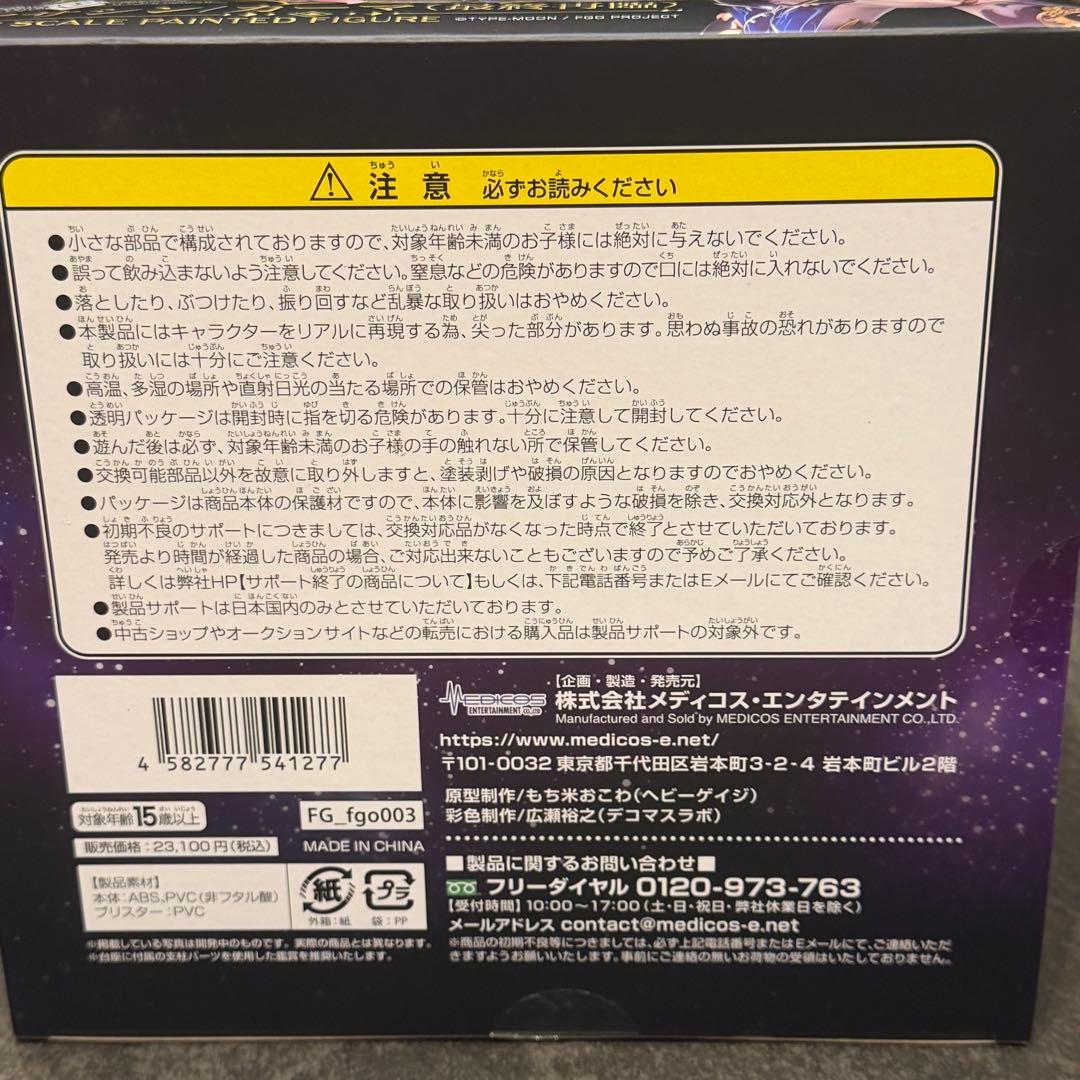 SCALE PAINTED FIGURE ©TYPE-MOON / FGO PROJECT
注意 必ずお読みください
●小さな部品で構成されておりますので、対象年齢未満のお子様には絶対に与えないでください。
●誤って飲み込まないよう注意してください。窒息などの危険がありますので口には絶対に入れないでください。
●落としたり、ぶつけたり、振り回すなど乱暴な取り扱いはおやめください。
●本製品にはキャラクターをリアルに再現する為、尖った部分があります。思わぬ事故の恐れがありますので
取り扱いには十分にご注意ください。
●高温、多湿の場所や直射日光の当たる場所での保管はおやめください。
●透明パッケージは開封時に指を切る危険があります。十分に注意して開封してください。
●遊んだ後は必ず、対象年齢未満のお子様の手の触れない所で保管してください。
●交換可能部品以外を故意に取り外しますと、塗装剥げや破損の原因となりますのでおやめください。
●パッケージは商品本体の保護材ですので、本体に影響を及ぼすような破損を除き、交換対応外となります。
●初期不良のサポートにつきましては、交換対応品がなくなった時点で終了とさせていただいております。
発売より時間が経過した商品の場合、ご対応出来ないこともございますので予めご了承ください。
詳しくは弊社HP【サポート終了の商品について】もしくは、下記電話番号またはEメールにてご確認ください。
●製品サポートは日本国内のみとさせていただいております。
●中古ショップやオークションサイトなどの転売における購入品は製品サポートの対象外です。
4 582777 541277
対象年齢15歳以上
FG_fgo003
販売価格:23,100円(税込)
MADE IN CHINA
【製品素材】
本体:ABS、PVC(非フタル酸)
ブリスター:PVC
紙
外箱:紙
プラ
袋:PP
※掲載している写真は開発中のものです。実際の商品とは異なります。
※台座に付属の支柱パーツを使用した鑑賞を推奨いたします。
MEDICOS
ENTERTAINMENT CO.,LTD
【企画・製造・発売元】
株式会社メディコス・エンタテインメント
Manufactured and Sold by MEDICOS ENTERTAINMENT CO.,LTD.
https://www.medicos-e.net/
〒101-0032 東京都千代田区岩本町3-2-4 岩本町ビル2階
原型制作/もち米おこわ(ヘビーゲイジ)
彩色制作/広瀬裕之(デコマスラボ)
■製品に関するお問い合わせ■
フリーダイヤル 0120-973-763
【受付時間】10:00～17:00(土・日・祝日・弊社休業日を除く)
メールアドレス contact@medicos-e.net
※商品の初期不良等につきましては、必ず上記電話番号またはEメールにて、ご連絡いただ
きますようお願いいたします。事前にご連絡の無いお荷物の受領はいたしておりません。